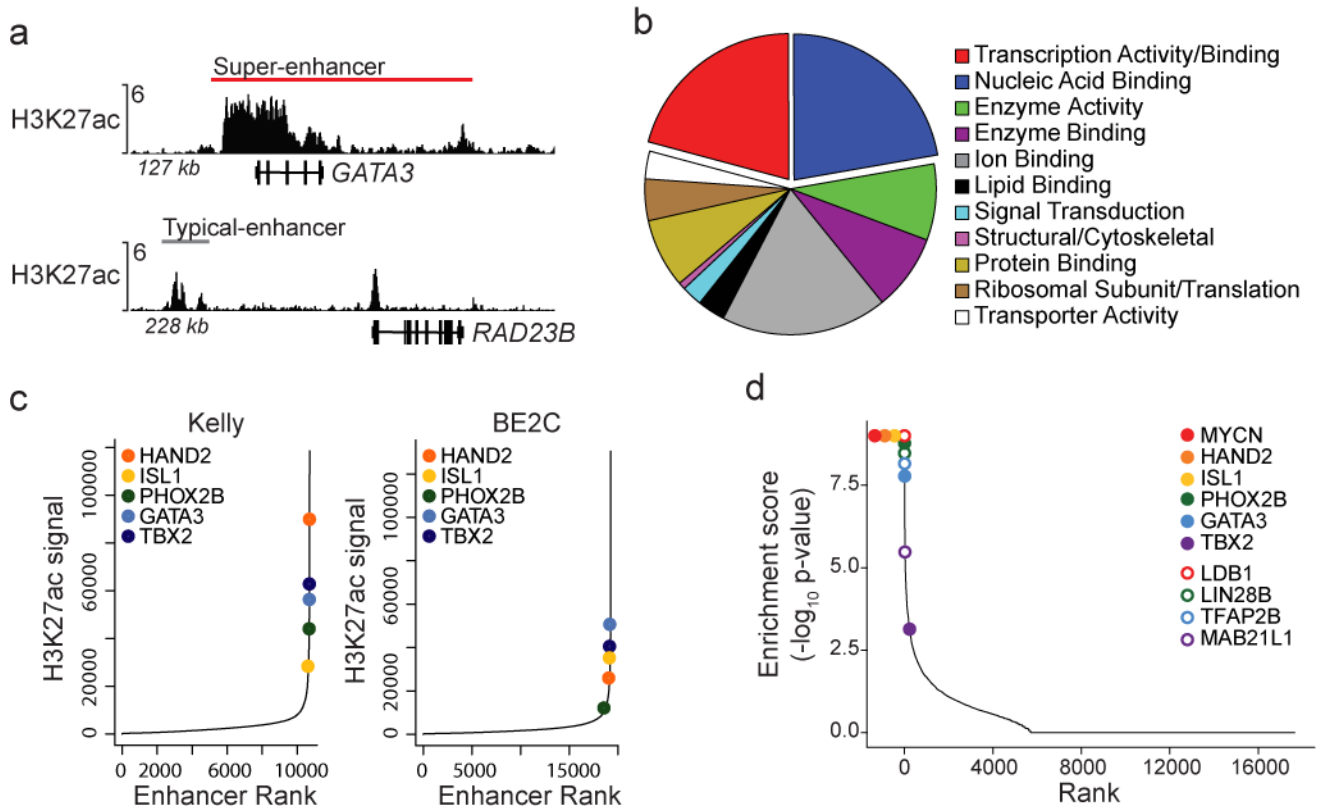 a
Super-enhancer
6
H3K27ac
127 kb
GATA3
Typical-enhancer
6
H3K27ac
228 kb
RAD23B
b
Transcription Activity/Binding
Nucleic Acid Binding
Enzyme Activity
Enzyme Binding
Ion Binding
Lipid Binding
Signal Transduction
Structural/Cytoskeletal
Protein Binding
Ribosomal Subunit/Translation
Transporter Activity
c
Kelly
HAND2
ISL1
PHOX2B
GATA3
TBX2
H3K27ac signal
100000
60000
20000
0
0 2000 6000 10000
Enhancer Rank
BE2C
HAND2
ISL1
PHOX2B
GATA3
TBX2
H3K27ac signal
100000
60000
20000
0
0 5000 15000
Enhancer Rank
d
MYCN
HAND2
ISL1
PHOX2B
GATA3
TBX2
LDB1
LIN28B
TFAP2B
MAB21L1
Enrichment score
(-log10 p-value)
7.5
5.0
2.5
0.0
0 4000 8000 12000 16000
Rank